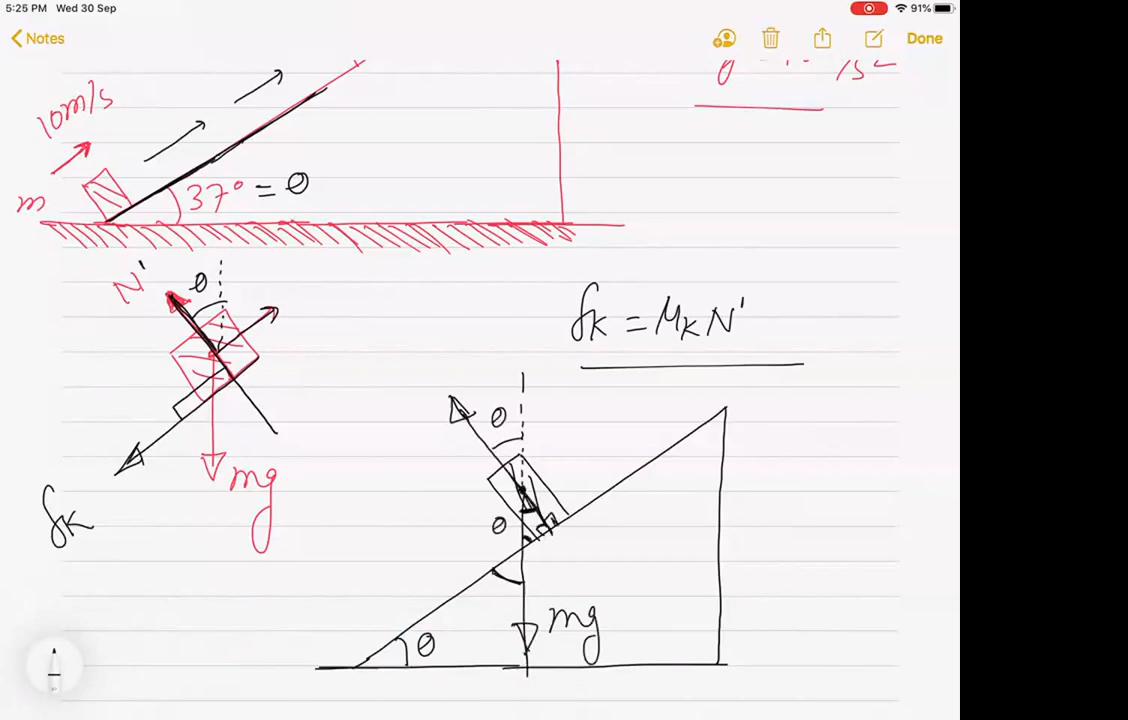 5:25 PM Wed 30 Sep
91%
Notes
Done
10m/s
m
37° = θ
N'
θ
fK = μK N'
mg
fK
θ
θ
mg
θ